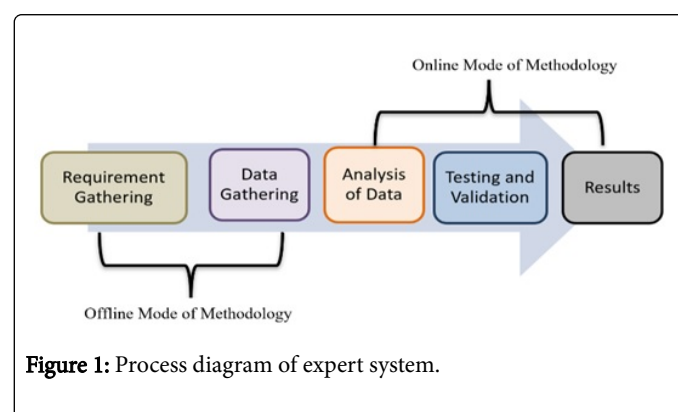 Online Mode of Methodology
Requirement
Gathering
Data
Gathering
Analysis
of Data
Testing and
Validation
Results
Offline Mode of Methodology
Figure 1: Process diagram of expert system.